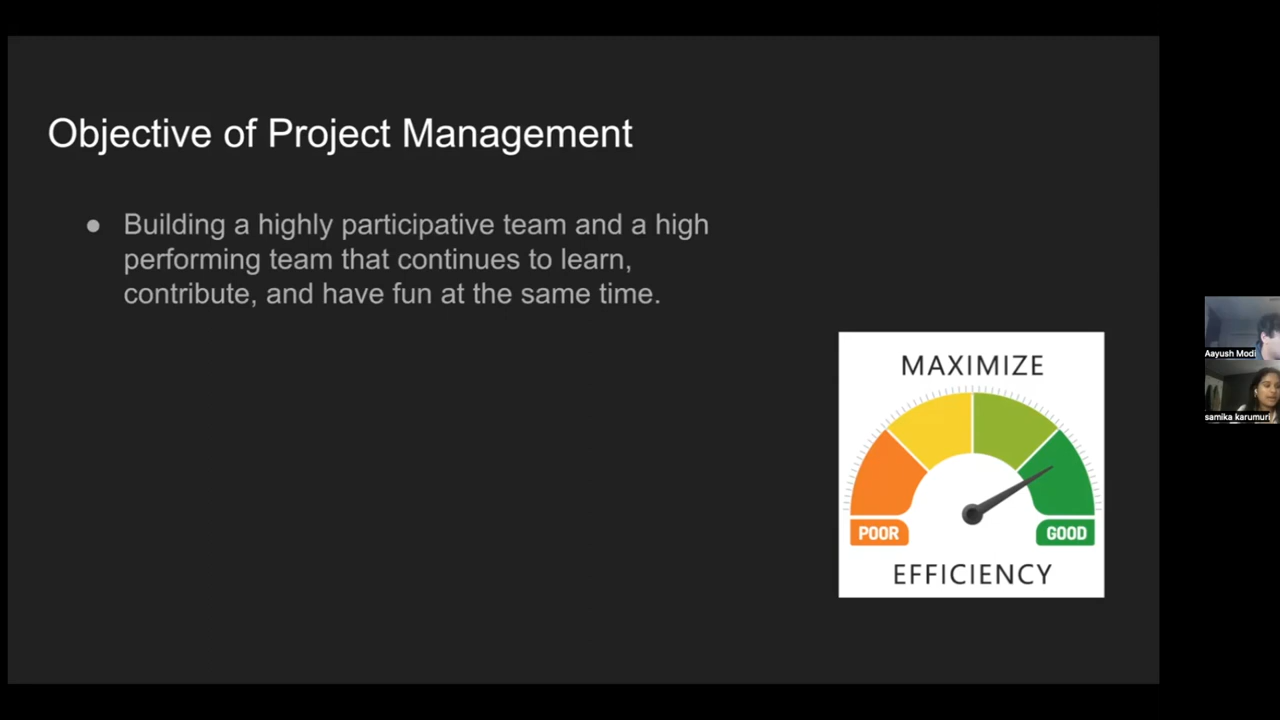 Objective of Project Management
● Building a highly participative team and a high
performing team that continues to learn,
contribute, and have fun at the same time.
MAXIMIZE
POOR
GOOD
EFFICIENCY
Aayush Modi
samika karumuri